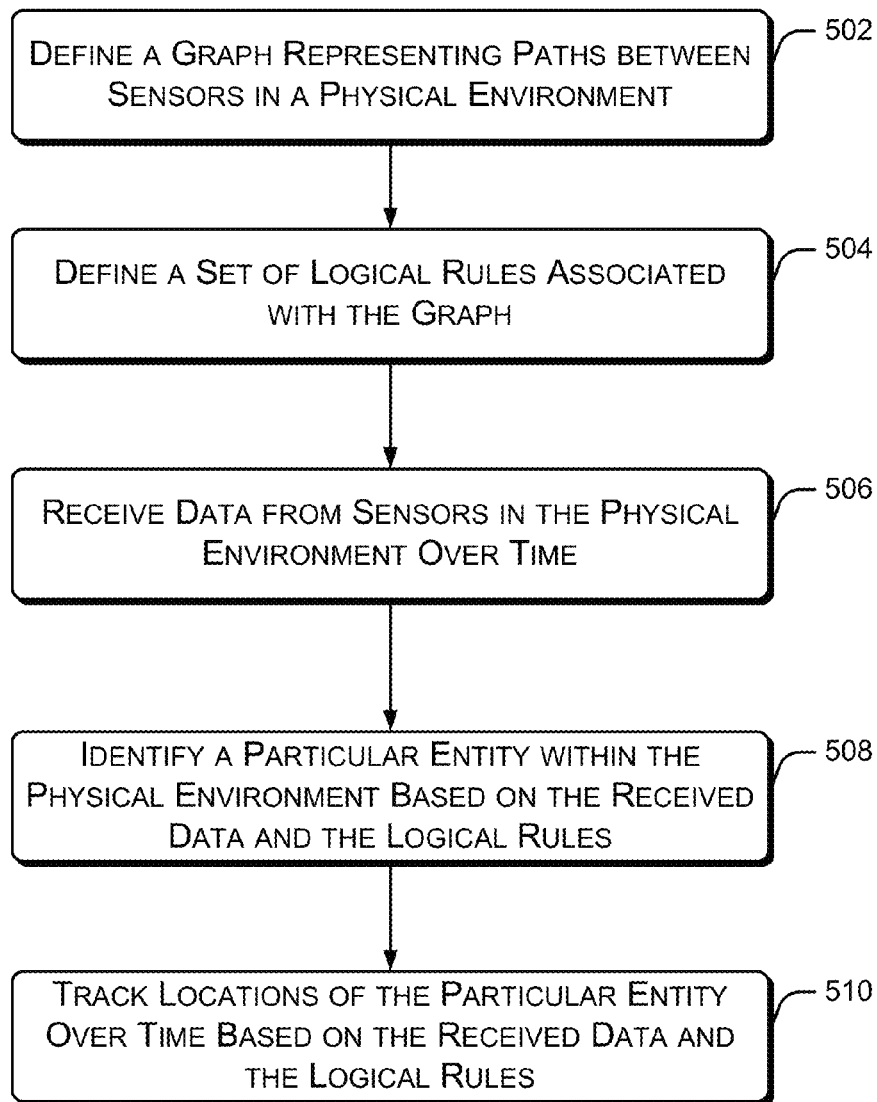 DEFINE A GRAPH REPRESENTING PATHS BETWEEN
SENSORS IN A PHYSICAL ENVIRONMENT
502
DEFINE A SET OF LOGICAL RULES ASSOCIATED
WITH THE GRAPH
504
RECEIVE DATA FROM SENSORS IN THE PHYSICAL
ENVIRONMENT OVER TIME
506
IDENTIFY A PARTICULAR ENTITY WITHIN THE
PHYSICAL ENVIRONMENT BASED ON THE RECEIVED
DATA AND THE LOGICAL RULES
508
TRACK LOCATIONS OF THE PARTICULAR ENTITY
OVER TIME BASED ON THE RECEIVED DATA AND
THE LOGICAL RULES
510